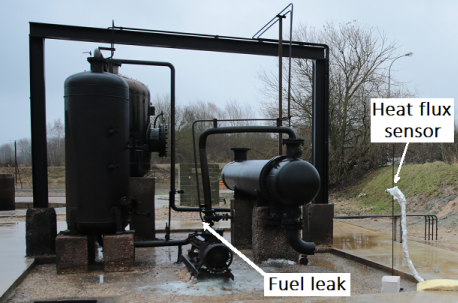 Heat flux
sensor
Fuel leak